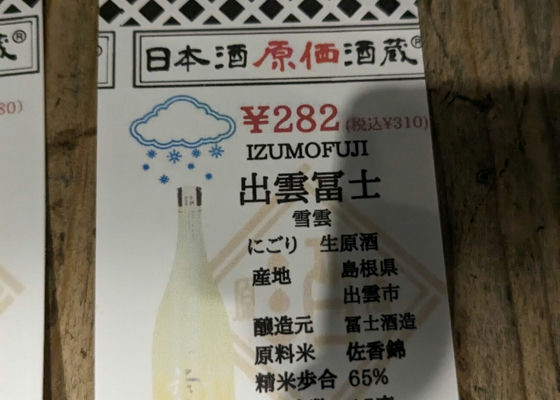 蔵®
80)
®
日本酒原価酒蔵®
¥282 (税込¥310)
IZUMOFUJI
出雲冨士
雪雲
にごり 生原酒
産地 島根県
出雲市
醸造元 冨士酒造
原料米 佐香錦
精米歩合 65%